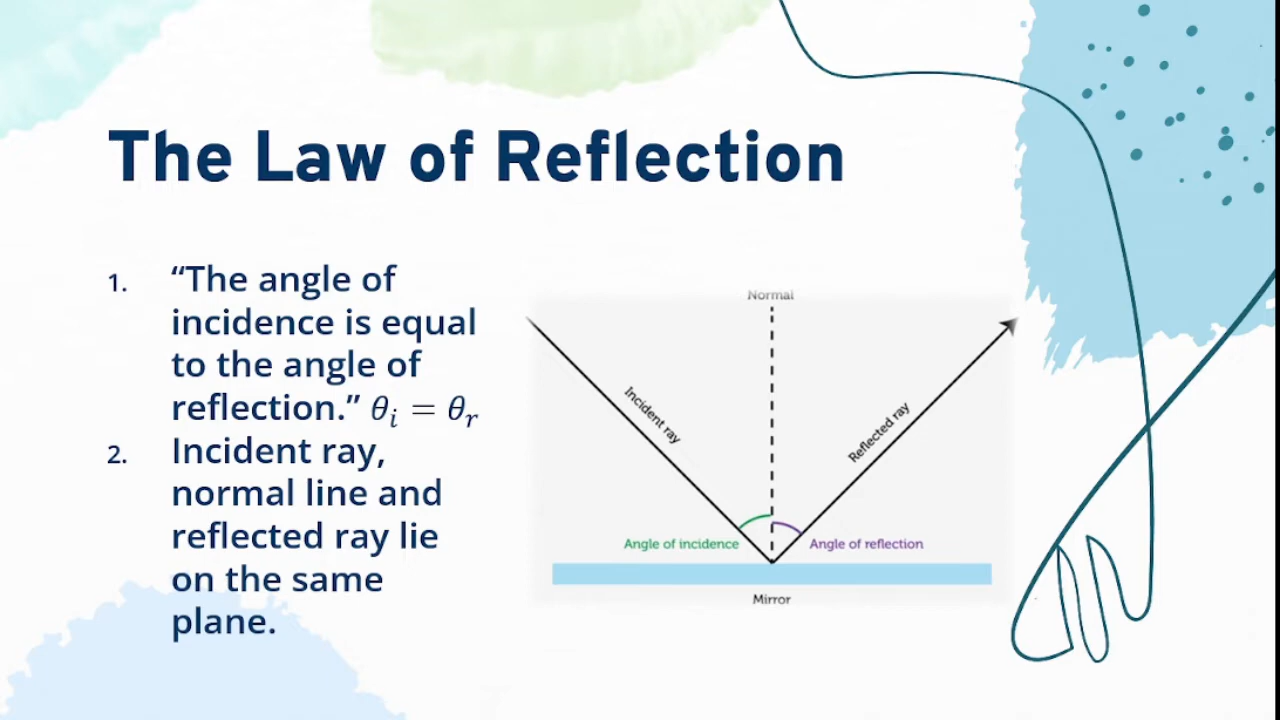 The Law of Reflection
1. “The angle of
incidence is equal
to the angle of
reflection.” θᵢ = θᵣ
2. Incident ray,
normal line and
reflected ray lie
on the same
plane.
Normal
Incident ray
Reflected ray
Angle of incidence
Angle of reflection
Mirror